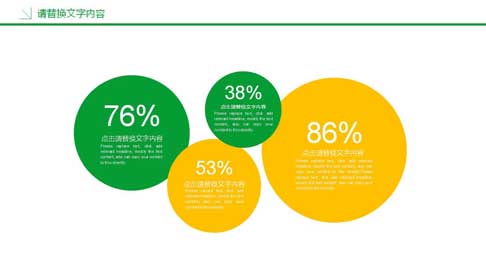 请替换文字内容
76%
点击请替换文字内容
Please replace text, click add
relevant headline, modify the text
content, also can copy your content
to this directly.
38%
点击请替换文字内容
Please replace text, click add
relevant headline, modify the text
content, also can copy your
content to this directly.
53%
点击请替换文字内容
Please replace text, click add
relevant headline, modify the text
content, also can copy your
content to this directly.
86%
点击请替换文字内容
Please replace text, click add relevant
headline, modify the text content, also can
copy your content to this directly.Please
replace text, click add relevant headline,
modify the text content, also can copy your
content to this directly.